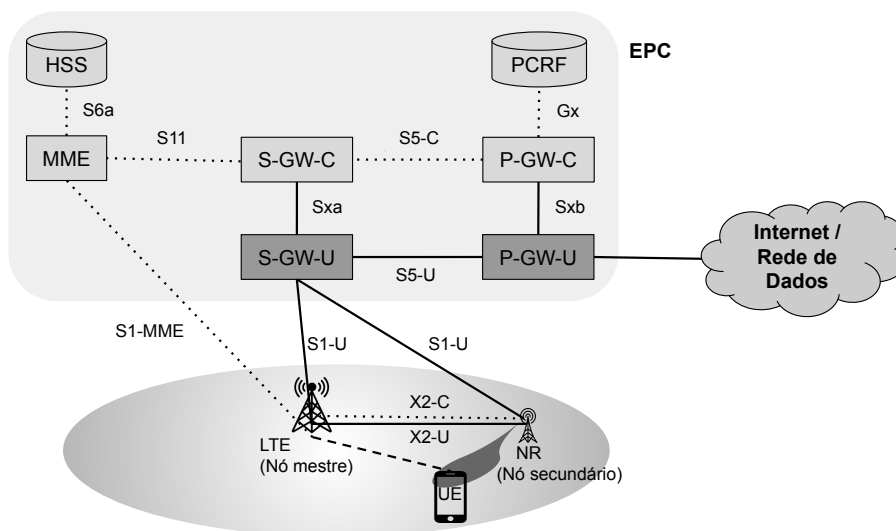 EPC
HSS
PCRF
S6a
Gx
S11
S5-C
MME
S-GW-C
P-GW-C
Sxa
Sxb
Internet /
Rede de
Dados
S-GW-U
P-GW-U
S5-U
S1-MME
S1-U
S1-U
X2-C
X2-U
LTE
(Nó mestre)
NR
(Nó secundário)
UE